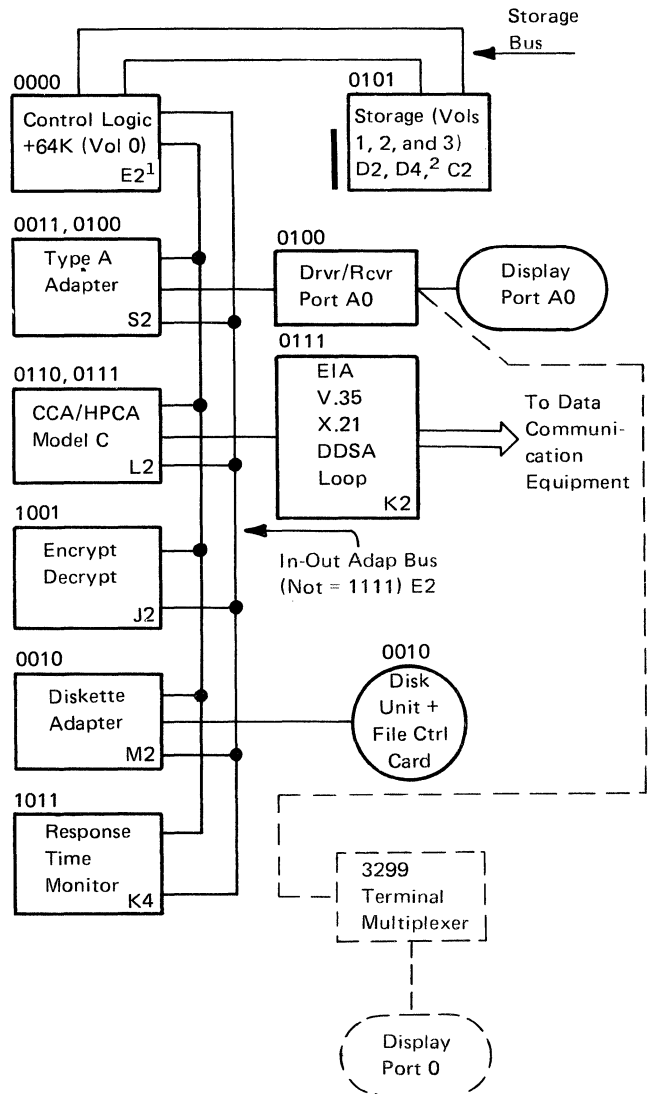 Storage
Bus
0000
Control Logic
+64K (Vol 0)
E2¹
0101
Storage (Vols
1, 2, and 3)
D2, D4,² C2
0011, 0100
Type A
Adapter
S2
0100
Drvr/Rcvr
Port A0
Display
Port A0
0110, 0111
CCA/HPCA
Model C
L2
0111
EIA
V.35
X.21
DDSA
Loop
K2
To Data
Communi-
cation
Equipment
1001
Encrypt
Decrypt
J2
In-Out Adap Bus
(Not = 1111) E2
0010
Diskette
Adapter
M2
0010
Disk
Unit +
File Ctrl
Card
1011
Response
Time
Monitor
K4
3299
Terminal
Multiplexer
Display
Port 0